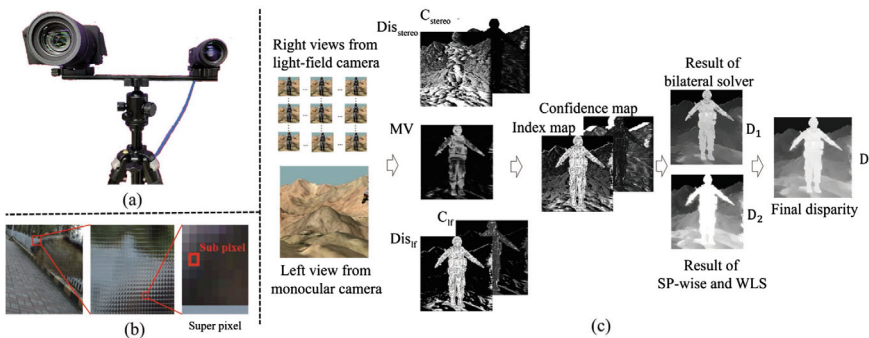 (a)
Sub pixel
Super pixel
(b)
Right views from
light-field camera
Left view from
monocular camera
C_stereo
Dis_stereo
MV
C_lf
Dis_lf
Confidence map
Index map
Result of
bilateral solver
D_1
D_2
Result of
SP-wise and WLS
D
Final disparity
(c)